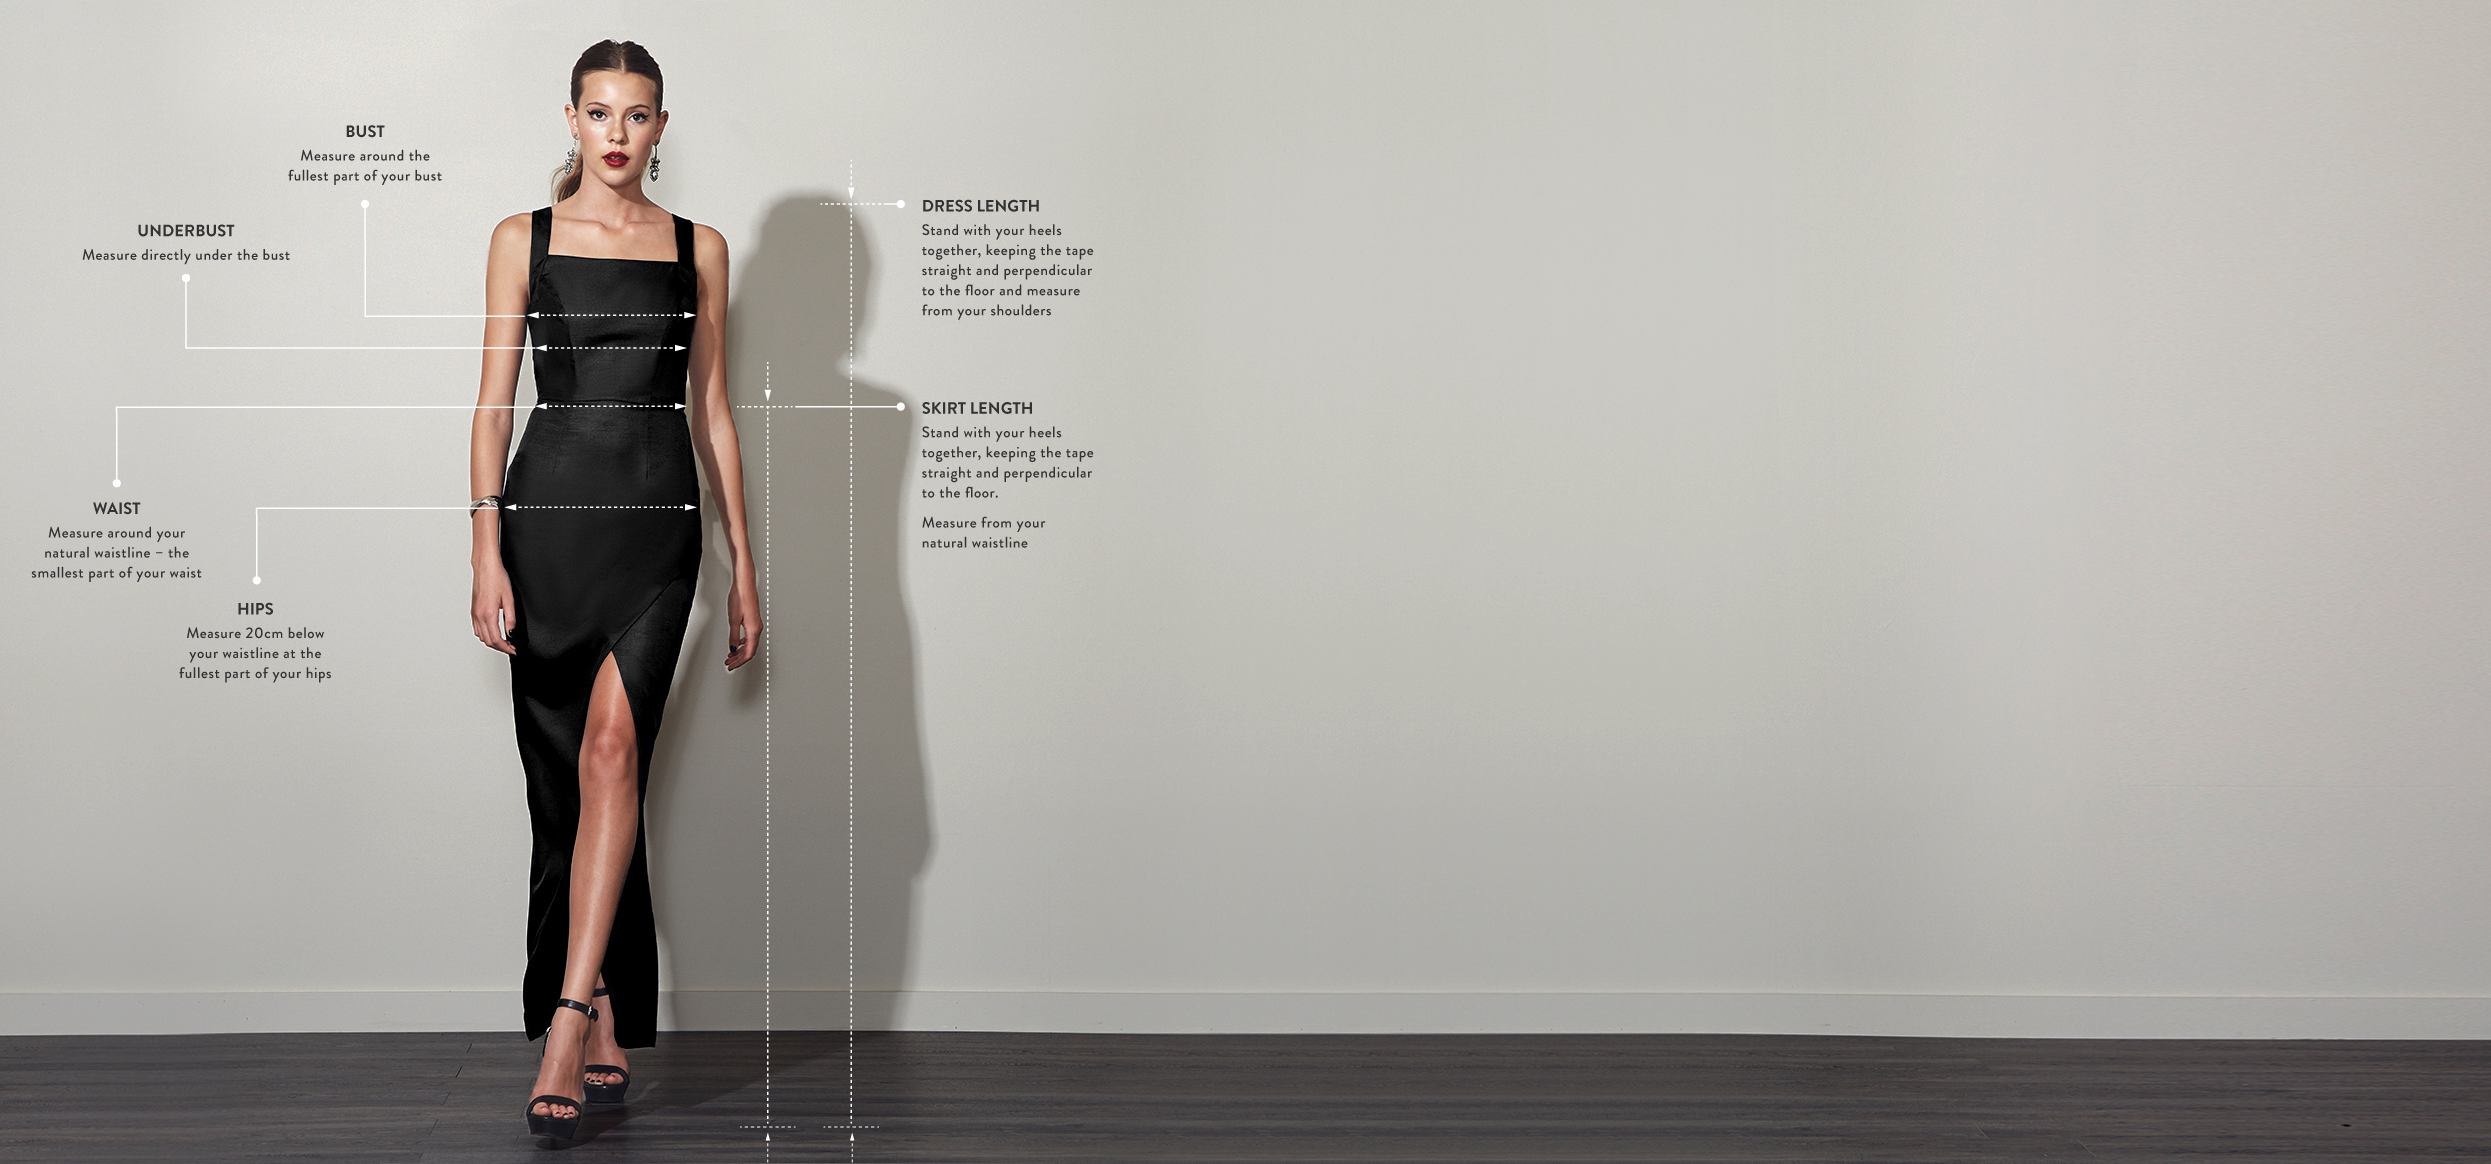 BUST
Measure around the
fullest part of your bust
UNDERBUST
Measure directly under the bust
WAIST
Measure around your
natural waistline – the
smallest part of your waist
HIPS
Measure 20cm below
your waistline at the
fullest part of your hips
DRESS LENGTH
Stand with your heels
together, keeping the tape
straight and perpendicular
to the floor and measure
from your shoulders
SKIRT LENGTH
Stand with your heels
together, keeping the tape
straight and perpendicular
to the floor.
Measure from your
natural waistline